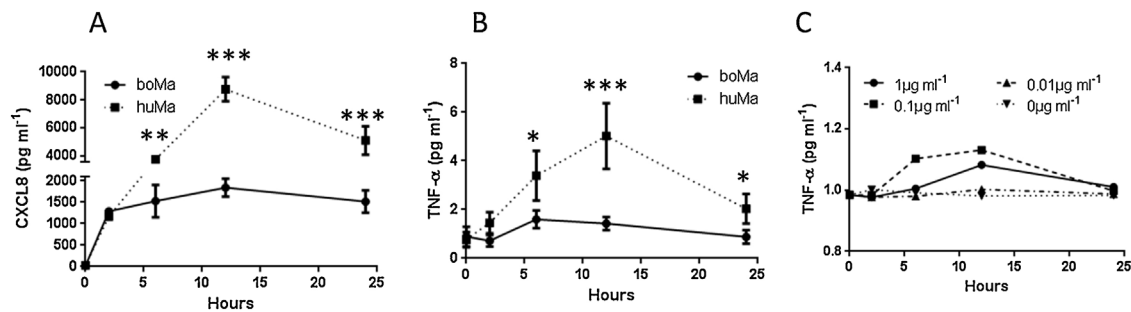 A
CXCL8 (pg ml⁻¹)
10000
8000
6000
4000
2000
1500
1000
500
0
boMa
huMa
**
***
***
0 5 10 15 20 25
Hours
B
TNF-α (pg ml⁻¹)
8
6
4
2
0
boMa
huMa
*
***
*
0 5 10 15 20 25
Hours
C
TNF-α (pg ml⁻¹)
1.4
1.2
1.0
0.8
1µg ml⁻¹ 0.01µg ml⁻¹
0.1µg ml⁻¹ 0µg ml⁻¹
0 5 10 15 20 25
Hours